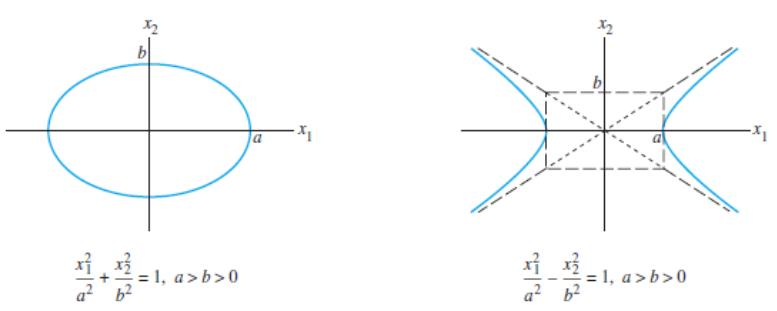 x₂
b
a
x₁
x₁²/a² + x₂²/b² = 1, a > b > 0
x₂
b
a
x₁
x₁²/a² - x₂²/b² = 1, a > b > 0